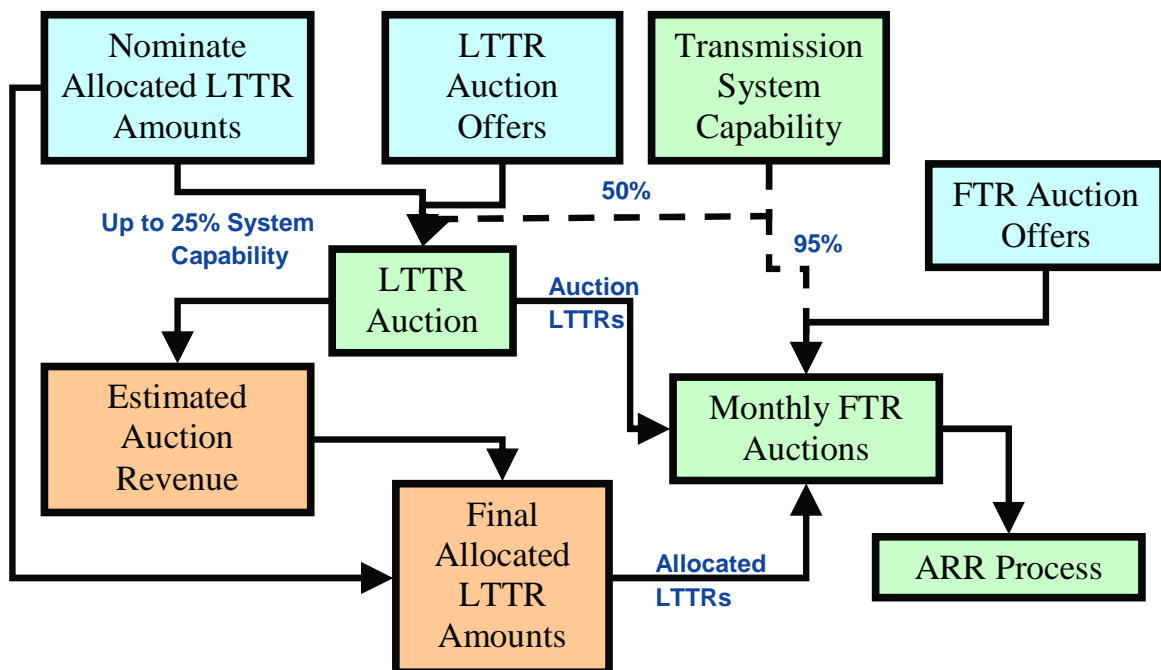 Nominate
Allocated LTTR
Amounts
LTTR
Auction
Offers
Transmission
System
Capability
FTR Auction
Offers
50%
Up to 25% System
Capability
95%
LTTR
Auction
Auction
LTTRs
Estimated
Auction
Revenue
Monthly FTR
Auctions
Final
Allocated
LTTR
Amounts
Allocated
LTTRs
ARR Process